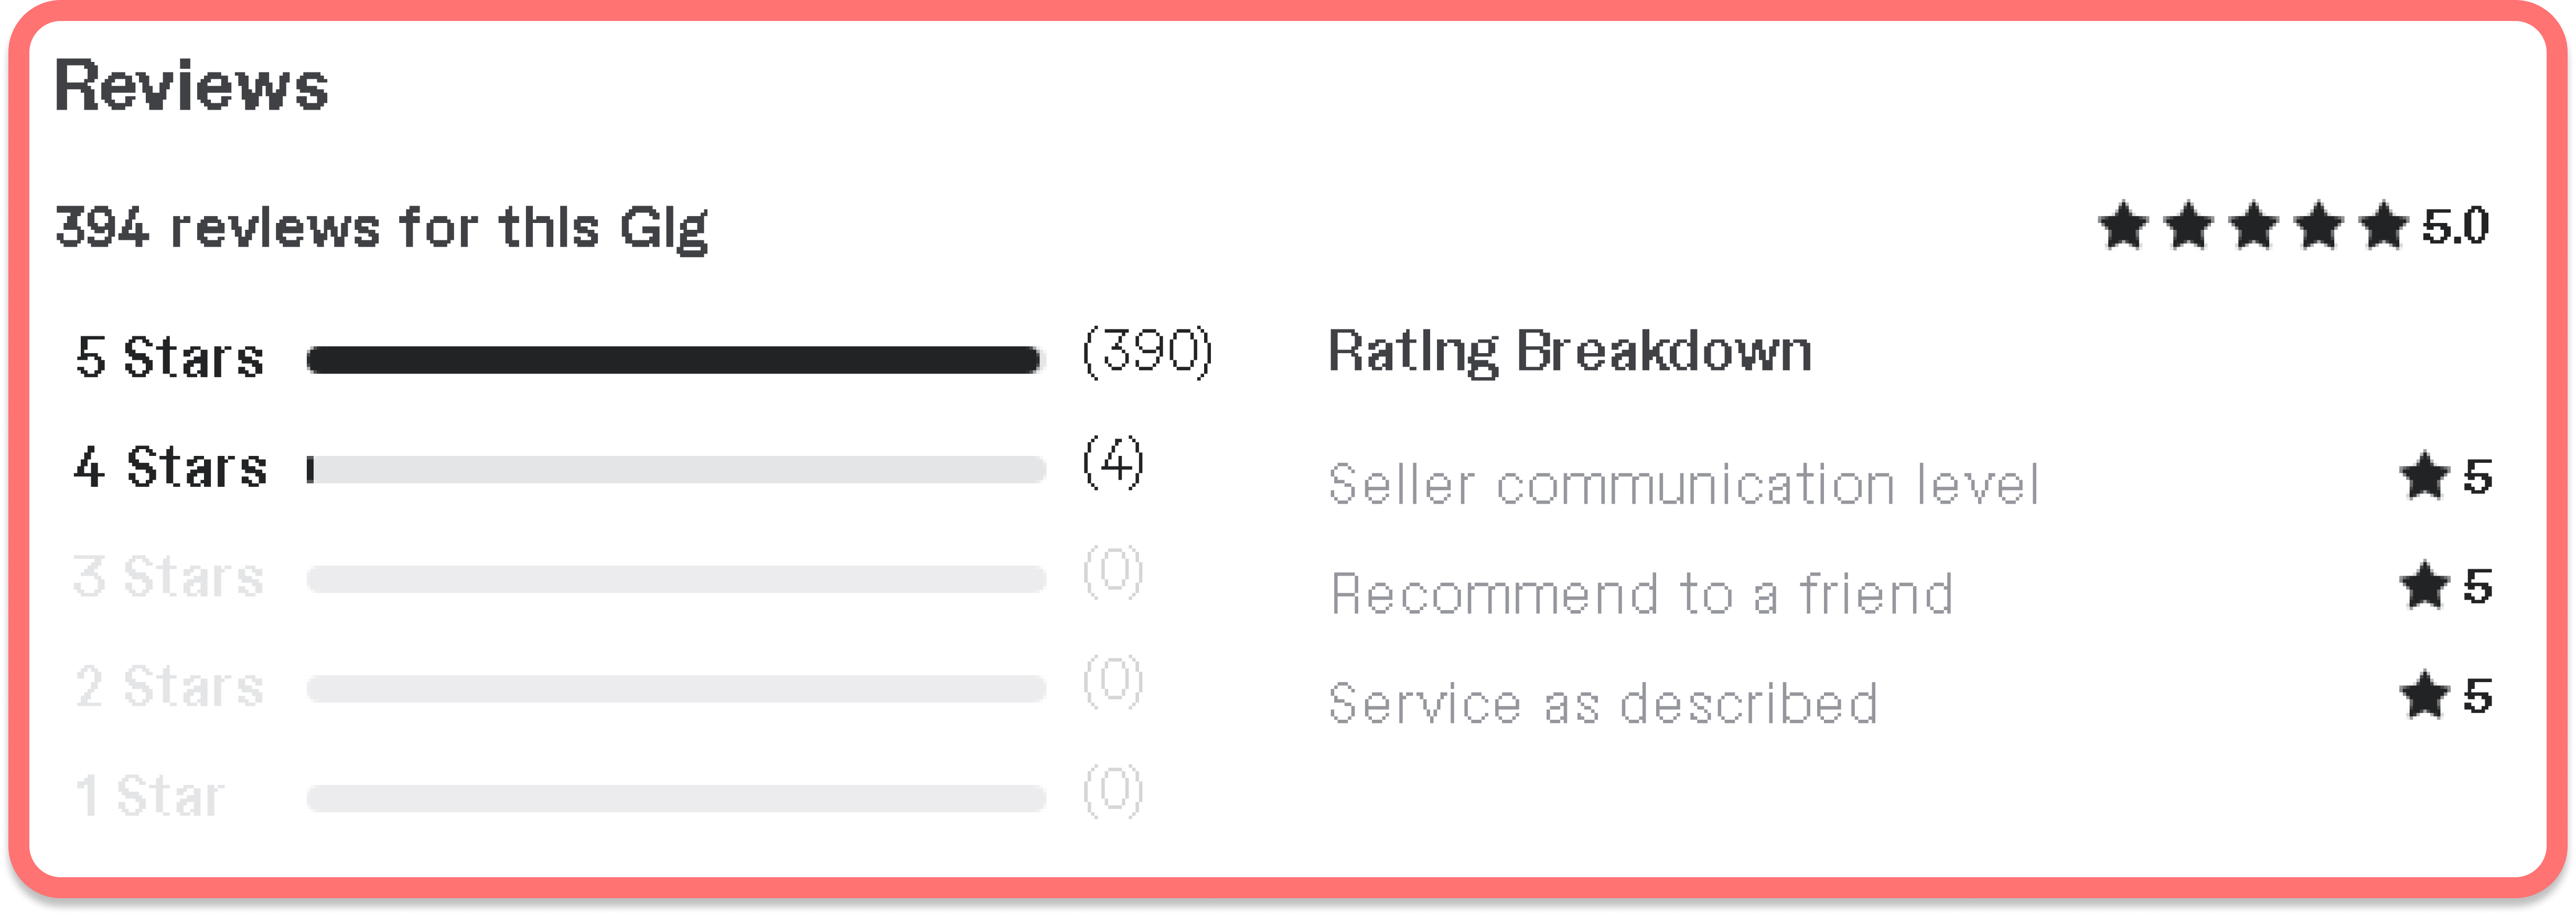 Reviews
394 reviews for this Gig
5.0
5 Stars (390)
4 Stars (4)
3 Stars (0)
2 Stars (0)
1 Star (0)
Rating Breakdown
Seller communication level 5
Recommend to a friend 5
Service as described 5